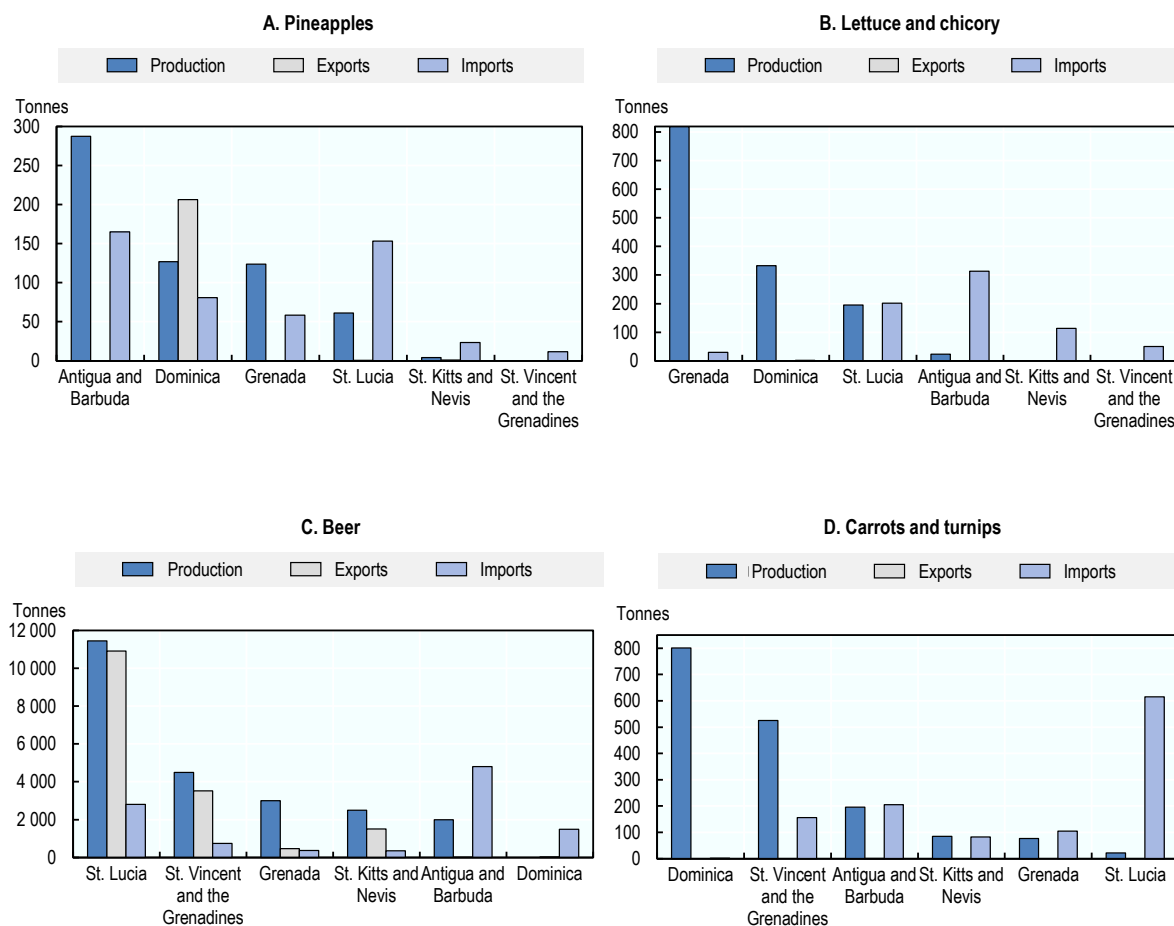 A. Pineapples
Production Exports Imports
Tonnes
300
250
200
150
100
50
0
Antigua and Barbuda
Dominica
Grenada
St. Lucia
St. Kitts and Nevis
St. Vincent and the Grenadines
B. Lettuce and chicory
Production Exports Imports
Tonnes
800
700
600
500
400
300
200
100
0
Grenada
Dominica
St. Lucia
Antigua and Barbuda
St. Kitts and Nevis
St. Vincent and the Grenadines
C. Beer
Production Exports Imports
Tonnes
12 000
10 000
8 000
6 000
4 000
2 000
0
St. Lucia
St. Vincent and the Grenadines
Grenada
St. Kitts and Nevis
Antigua and Barbuda
Dominica
D. Carrots and turnips
Production Exports Imports
Tonnes
800
700
600
500
400
300
200
100
0
Dominica
St. Vincent and the Grenadines
Antigua and Barbuda
St. Kitts and Nevis
Grenada
St. Lucia